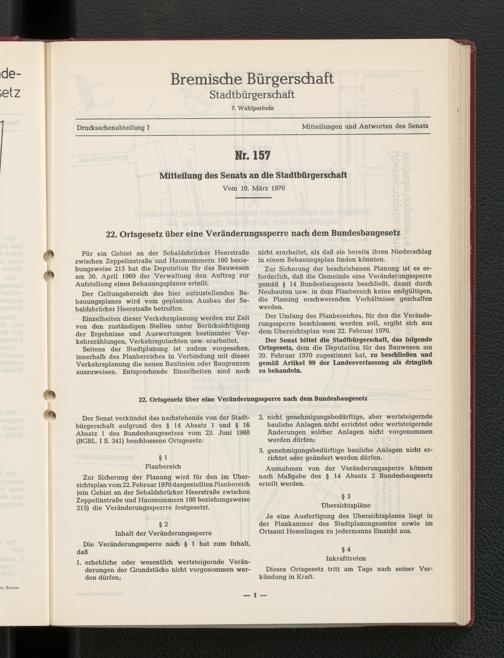 de-
setz
Bremische Bürgerschaft
Stadtbürgerschaft
7. Wahlperiode
Drucksachenabteilung I
Mitteilungen und Antworten des Senats
Nr. 157
Mitteilung des Senats an die Stadtbürgerschaft
Vom 10. März 1970
22. Ortsgesetz über eine Veränderungssperre nach dem Bundesbaugesetz
Für ein Gebiet an der Sebaldsbrücker Heerstraße
zwischen Zeppelinstraße und Hausnummern 180 bezie-
hungsweise 215 hat die Deputation für das Bauwesen
am 30. April 1969 der Verwaltung den Auftrag zur
Aufstellung eines Bebauungsplanes erteilt.
Der Geltungsbereich des hier aufzustellenden Be-
bauungsplanes wird vom geplanten Ausbau der Se-
baldsbrücker Heerstraße betroffen.
Einzelheiten dieser Verkehrsplanung werden zur Zeit
von den zuständigen Stellen unter Berücksichtigung
der Ergebnisse und Auswertungen bestimmter Ver-
kehrszählungen, Verkehrsgutachten usw. erarbeitet.
Seitens der Stadtplanung ist zudem vorgesehen,
innerhalb des Planbereiches in Verbindung mit dieser
Verkehrsplanung die neuen Baulinien oder Baugrenzen
auszuweisen. Entsprechende Einzelheiten sind noch
nicht erarbeitet, als daß sie bereits ihren Niederschlag
in einem Bebauungsplan finden könnten.
Zur Sicherung der beschriebenen Planung ist es er-
forderlich, daß die Gemeinde eine Veränderungssperre
gemäß § 14 Bundesbaugesetz beschließt, damit durch
Neubauten usw. in dem Planbereich keine endgültigen,
die Planung erschwerenden Verhältnisse geschaffen
werden.
Der Umfang des Planbereiches, für den die Verände-
rungssperre beschlossen werden soll, ergibt sich aus
dem Übersichtsplan vom 22. Februar 1970.
Der Senat bittet die Stadtbürgerschaft, das folgende
Ortsgesetz, dem die Deputation für das Bauwesen am
20. Februar 1970 zugestimmt hat, zu beschließen und
gemäß Artikel 99 der Landesverfassung als dringlich
zu behandeln.
22. Ortsgesetz über eine Veränderungssperre nach dem Bundesbaugesetz
Der Senat verkündet das nachstehende von der Stadt-
bürgerschaft aufgrund des § 14 Absatz 1 und § 16
Absatz 1 des Bundesbaugesetzes vom 23. Juni 1960
(BGBL. I S. 341) beschlossene Ortsgesetz:
§ 1
Planbereich
Zur Sicherung der Planung wird für den im Über-
sichtsplan vom 22. Februar 1970 dargestellten Planbereich
(ein Gebiet an der Sebaldsbrücker Heerstraße zwischen
Zeppelinstraße und Hausnummern 180 beziehungsweise
215) die Veränderungssperre festgesetzt.
§ 2
Inhalt der Veränderungssperre
Die Veränderungssperre nach § 1 hat zum Inhalt,
daß
1. erhebliche oder wesentlich wertsteigernde Verän-
derungen der Grundstücke nicht vorgenommen wer-
den dürfen;
2. nicht genehmigungsbedürftige, aber wertsteigernde
bauliche Anlagen nicht errichtet oder wertsteigernde
Änderungen solcher Anlagen nicht vorgenommen
werden dürfen;
3. genehmigungsbedürftige bauliche Anlagen nicht er-
richtet oder geändert werden dürfen.
Ausnahmen von der Veränderungssperre können
nach Maßgabe des § 14 Absatz 2 Bundesbaugesetz
erteilt werden.
§ 3
Übersichtspläne
Je eine Ausfertigung des Übersichtsplanes liegt in
der Plankammer des Stadtplanungsamtes sowie im
Ortsamt Hemelingen zu jedermanns Einsicht aus.
§ 4
Inkrafttreten
Dieses Ortsgesetz tritt am Tage nach seiner Ver-
kündung in Kraft.
— 1 —